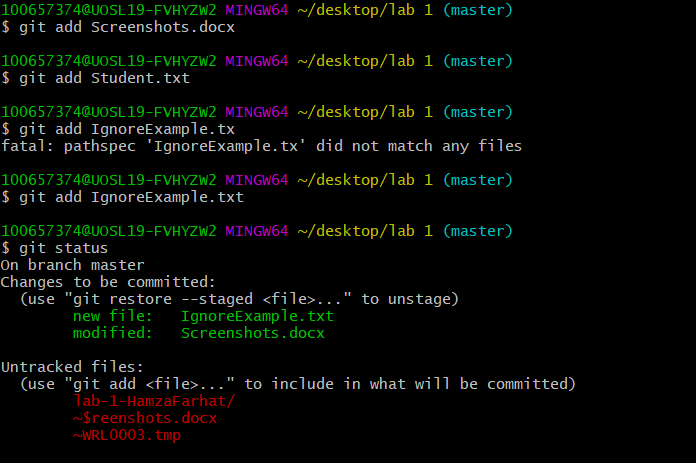 100657374@UOSL19-FVHYZW2 MINGW64 ~/desktop/lab 1 (master)
$ git add Screenshots.docx
100657374@UOSL19-FVHYZW2 MINGW64 ~/desktop/lab 1 (master)
$ git add Student.txt
100657374@UOSL19-FVHYZW2 MINGW64 ~/desktop/lab 1 (master)
$ git add IgnoreExample.tx
fatal: pathspec 'IgnoreExample.tx' did not match any files
100657374@UOSL19-FVHYZW2 MINGW64 ~/desktop/lab 1 (master)
$ git add IgnoreExample.txt
100657374@UOSL19-FVHYZW2 MINGW64 ~/desktop/lab 1 (master)
$ git status
On branch master
Changes to be committed:
  (use "git restore --staged <file>..." to unstage)
        new file:   IgnoreExample.txt
        modified:   Screenshots.docx
Untracked files:
  (use "git add <file>..." to include in what will be committed)
        lab-1-HamzaFarhat/
        ~$reenshots.docx
        ~WRL0003.tmp